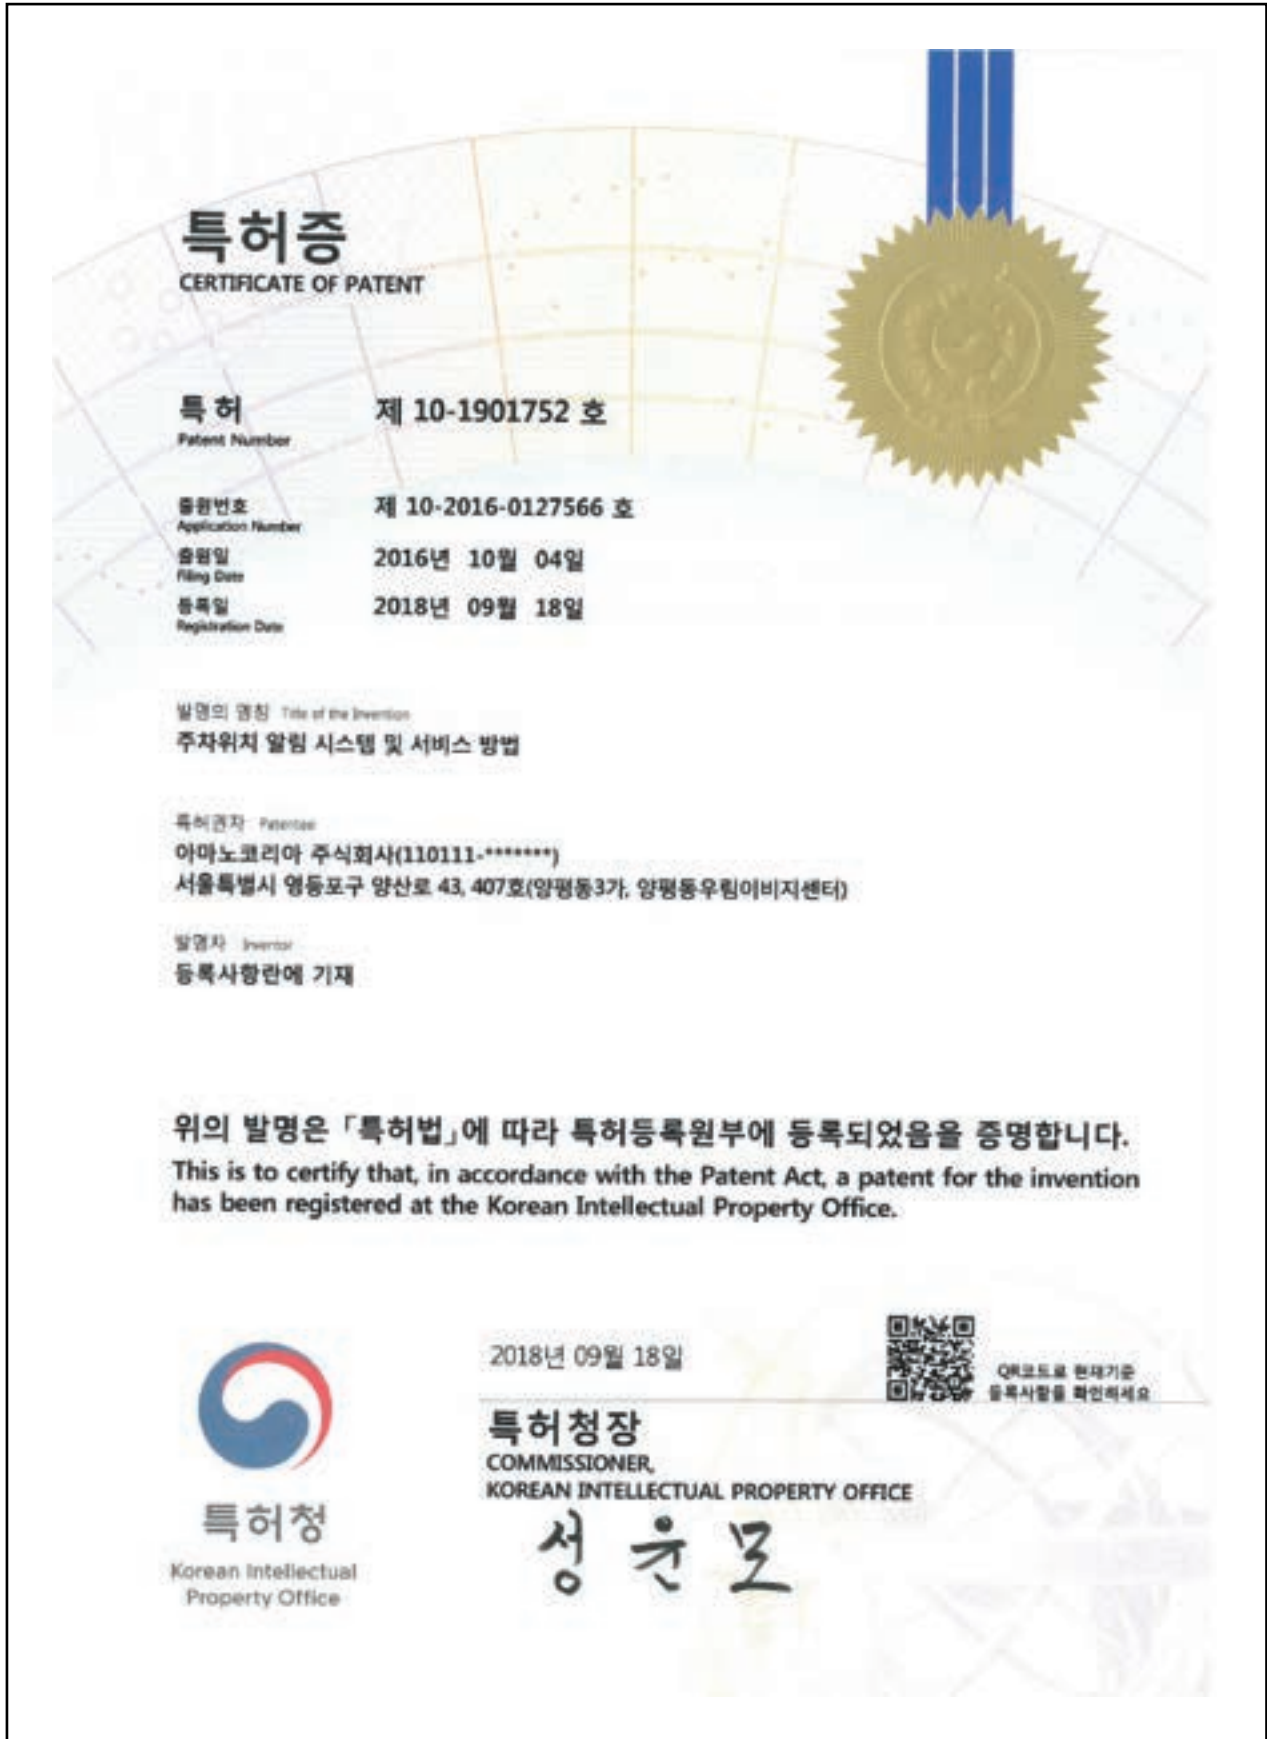 특허증
CERTIFICATE OF PATENT
특 허 제 10-1901752 호
Patent Number
출원번호 제 10-2016-0127566 호
Application Number
출원일 2016년 10월 04일
Filing Date
등록일 2018년 09월 18일
Registration Date
발명의 명칭 Title of the Invention
주차위치 알림 시스템 및 서비스 방법
특허권자 Patentee
아마노코리아 주식회사(110111-*******)
서울특별시 영등포구 양산로 43, 407호(양평동3가, 양평동우림이비지센터)
발명자 Inventor
등록사항란에 기재
위의 발명은 「특허법」에 따라 특허등록원부에 등록되었음을 증명합니다.
This is to certify that, in accordance with the Patent Act, a patent for the invention
has been registered at the Korean Intellectual Property Office.
2018년 09월 18일
QR코드로 현재기준
등록사항을 확인하세요
특허청장
COMMISSIONER,
KOREAN INTELLECTUAL PROPERTY OFFICE
성 윤 모
특허청
Korean Intellectual
Property Office